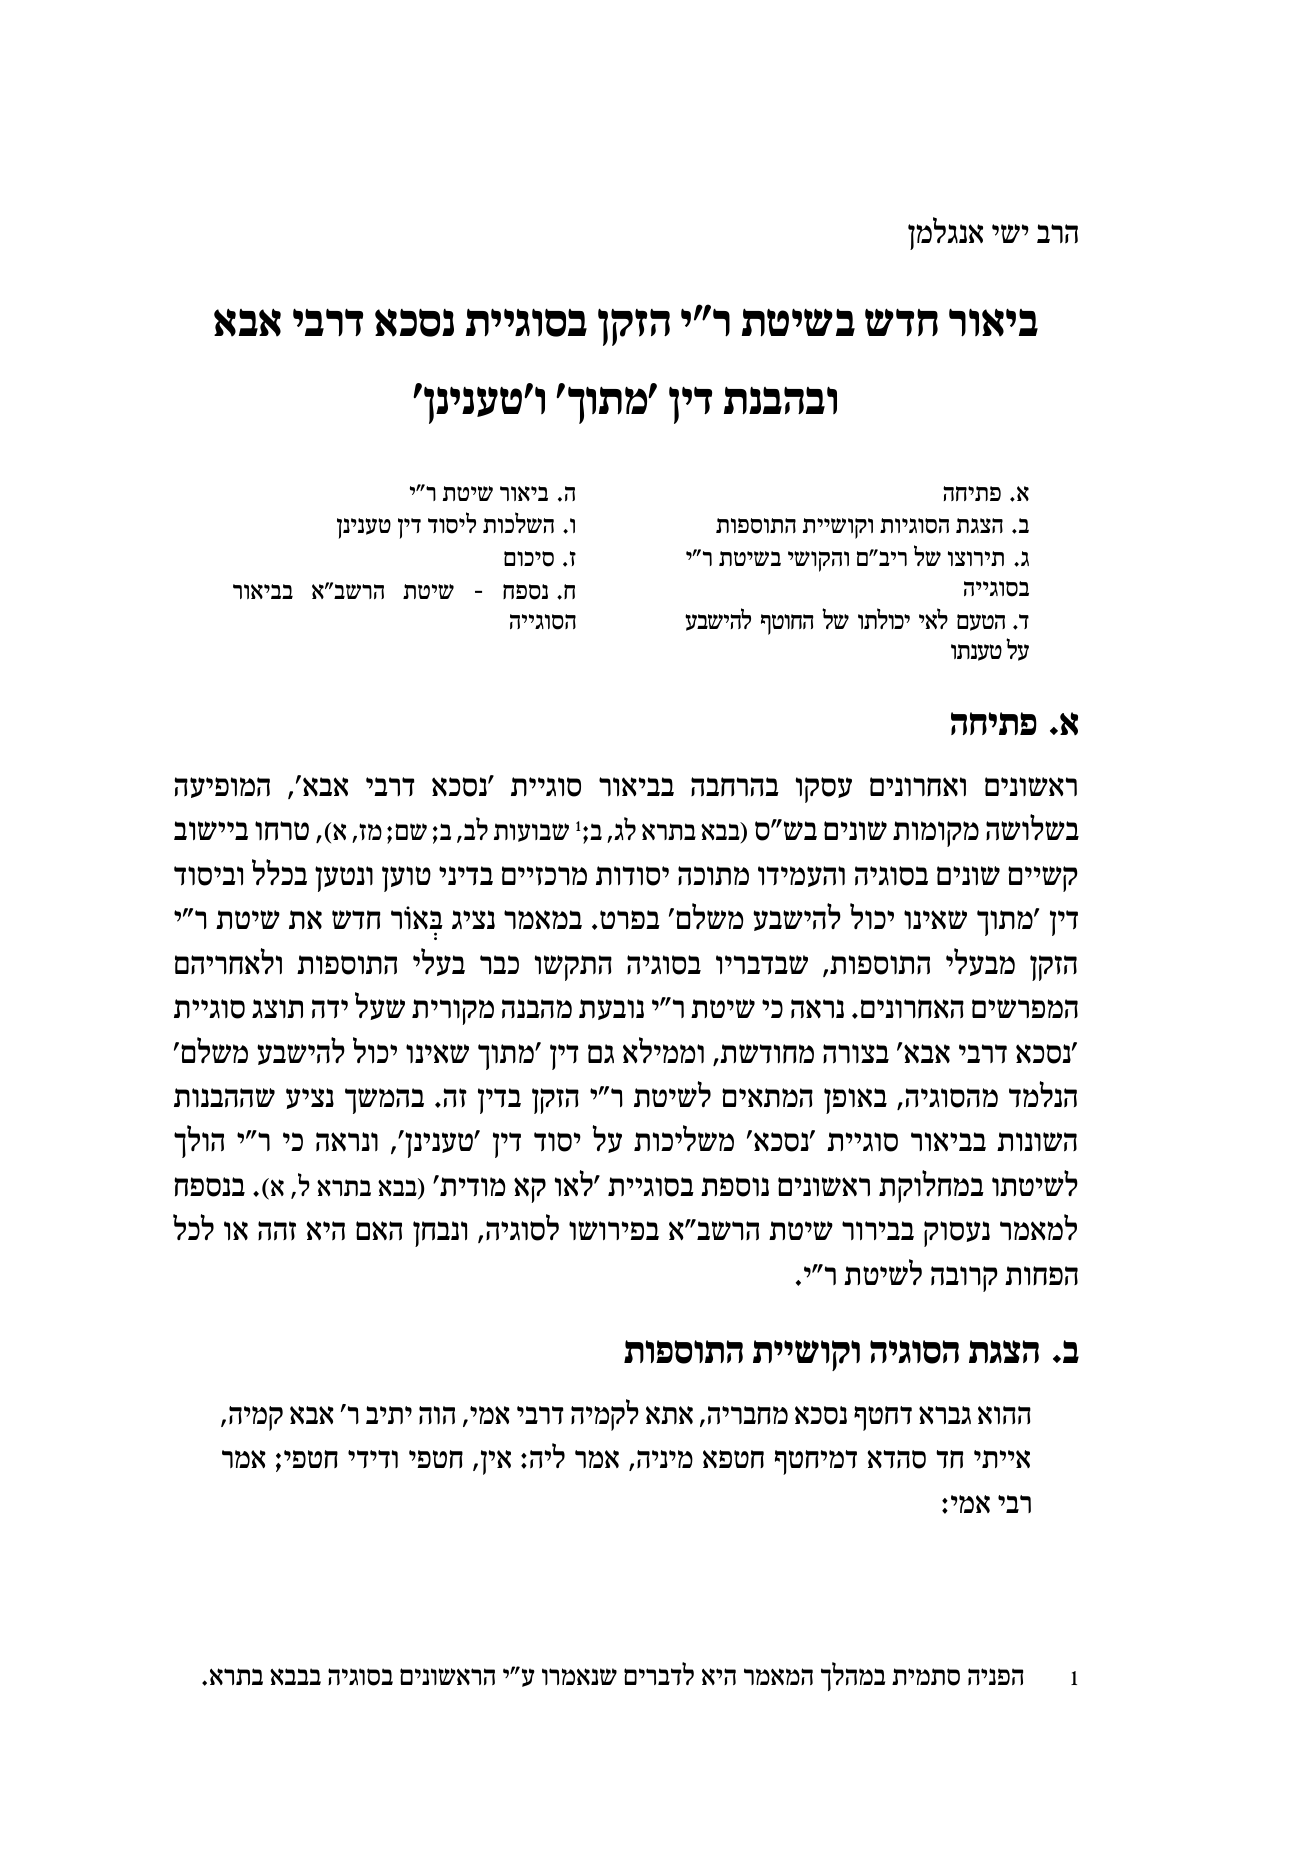 הרב ישי אנגלמן
ביאור חדש בשיטת ר"י הזקן בסוגיית נסכא דרבי אבא
ובהבנת דין 'מתוך' ו'טענינן'
א. פתיחה
ב. הצגת הסוגיות וקושיית התוספות
ג. תירוצו של ריב"ם והקושי בשיטת ר"י
בסוגייה
ד. הטעם לאי יכולתו של החוטף להישבע
על טענתו
ה. ביאור שיטת ר"י
ו. השלכות ליסוד דין טענינן
ז. סיכום
ח. נספח - שיטת הרשב"א בביאור
הסוגייה
א. פתיחה
ראשונים ואחרונים עסקו בהרחבה בביאור סוגיית 'נסכא דרבי אבא', המופיעה
בשלושה מקומות שונים בש"ס (בבא בתרא לג, ב;1 שבועות לב, ב; שם; מז, א), טרחו ביישוב
קשיים שונים בסוגיה והעמידו מתוכה יסודות מרכזיים בדיני טוען ונטען בכלל וביסוד
דין 'מתוך שאינו יכול להישבע משלם' בפרט. במאמר נציג בְּאוֹר חדש את שיטת ר"י
הזקן מבעלי התוספות, שבדבריו בסוגיה התקשו כבר בעלי התוספות ולאחריהם
המפרשים האחרונים. נראה כי שיטת ר"י נובעת מהבנה מקורית שעל ידה תוצג סוגיית
'נסכא דרבי אבא' בצורה מחודשת, וממילא גם דין 'מתוך שאינו יכול להישבע משלם'
הנלמד מהסוגיה, באופן המתאים לשיטת ר"י הזקן בדין זה. בהמשך נציע שההבנות
השונות בביאור סוגיית 'נסכא' משליכות על יסוד דין 'טענינן', ונראה כי ר"י הולך
לשיטתו במחלוקת ראשונים נוספת בסוגיית 'לאו קא מודית' (בבא בתרא ל, א). בנספח
למאמר נעסוק בבירור שיטת הרשב"א בפירושו לסוגיה, ונבחן האם היא זהה או לכל
הפחות קרובה לשיטת ר"י.
ב. הצגת הסוגיה וקושיית התוספות
ההוא גברא דחטף נסכא מחבריה, אתא לקמיה דרבי אמי, הוה יתיב ר' אבא קמיה,
אייתי חד סהדא דמיחטף חטפא מיניה, אמר ליה: אין, חטפי ודידי חטפי; אמר
רבי אמי:
1 הפניה סתמית במהלך המאמר היא לדברים שנאמרו ע"י הראשונים בסוגיה בבבא בתרא.